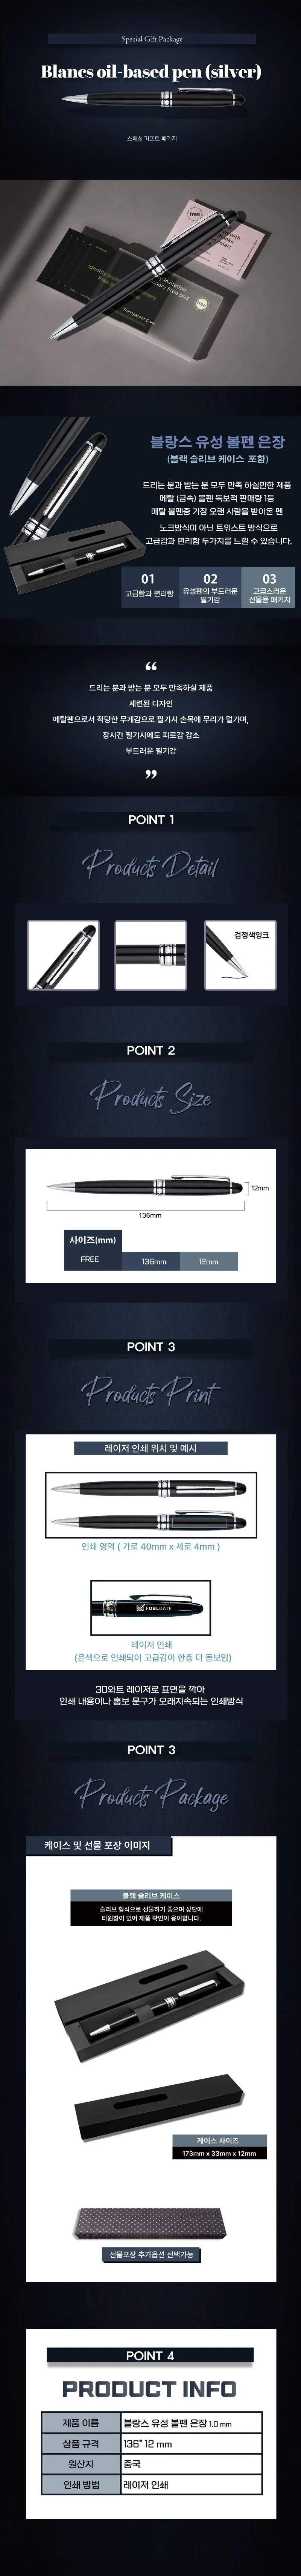 Special Gift Package
Blancs oil-based pen (silver)
스페셜 기프트 패키지
free
블랑스 유성 볼펜 은장
(블랙 슬리브 케이스 포함)
드리는 분과 받는 분 모두 만족 하실만한 제품
메탈 (금속) 볼펜 독보적 판매량 1등
메탈 볼펜중 가장 오랜 사랑을 받아온 펜
노크방식이 아닌 트위스트 방식으로
고급감과 편리함 두가지를 느낄 수 있습니다.
01
고급함과 편리함
02
유성펜의 부드러운
필기감
03
고급스러운
선물용 패키지
“
드리는 분과 받는 분 모두 만족하실 제품
세련된 디자인
메탈펜으로서 적당한 무게감으로 필기시 손목에 무리가 덜가며,
장시간 필기시에도 피로감 감소
부드러운 필기감
”
POINT 1
Products Detail
검정색잉크
POINT 2
Products Size
12mm
136mm
사이즈(mm)
FREE 136mm 12mm
POINT 3
Products Print
레이저 인쇄 위치 및 예시
인쇄 영역 ( 가로 40mm x 세로 4mm )
FOBLGATE
레이저 인쇄
(은색으로 인쇄되어 고급감이 한층 더 돋보임)
30와트 레이저로 표면을 깍아
인쇄 내용이나 홍보 문구가 오래지속되는 인쇄방식
POINT 3
Products Package
케이스 및 선물 포장 이미지
블랙 슬리브 케이스
슬리브 형식으로 선물하기 좋으며 상단에
타원창이 있어 제품 확인이 용이합니다.
케이스 사이즈
173mm x 33mm x 12mm
선물포장 추가옵션 선택가능
POINT 4
PRODUCT INFO
제품 이름 블랑스 유성 볼펜 은장 1.0 mm
상품 규격 136* 12 mm
원산지 중국
인쇄 방법 레이저 인쇄